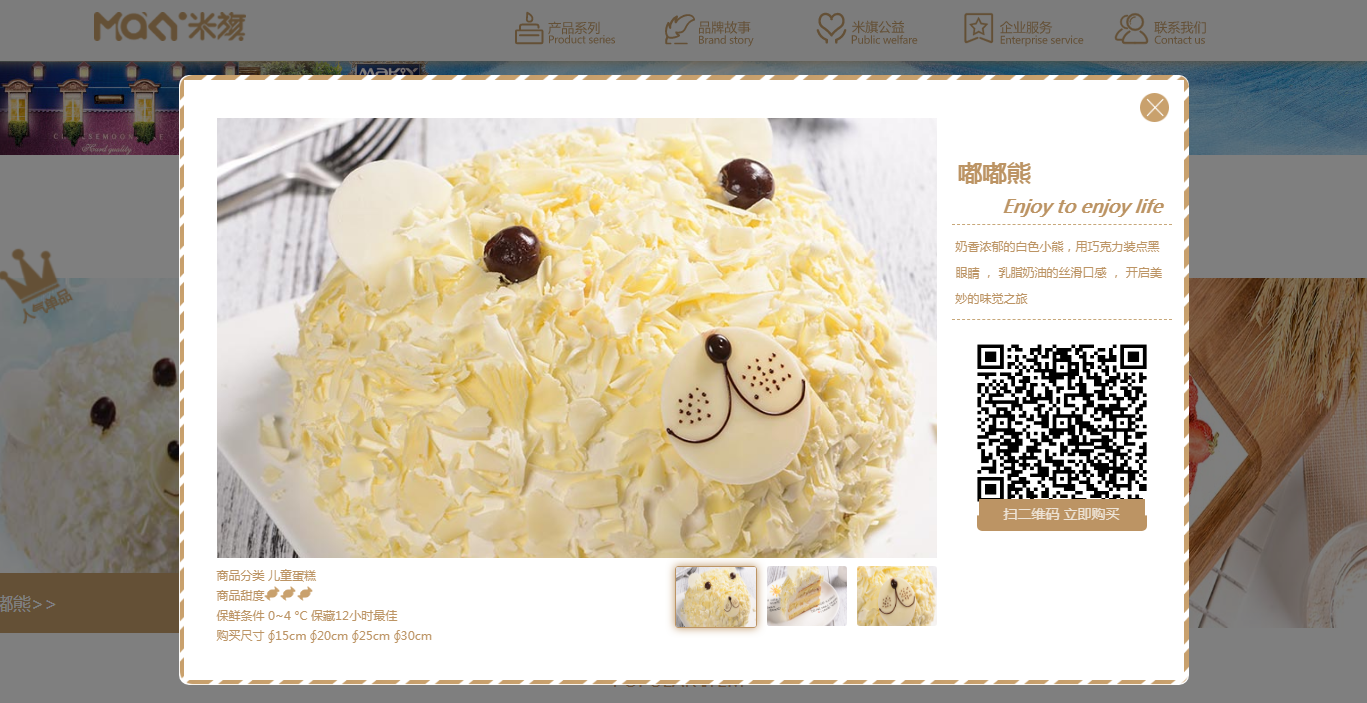 Maky 米旗
产品系列
Product series
品牌故事
Brand story
米旗公益
Public welfare
企业服务
Enterprise service
联系我们
Contact us
MAKY
Hand quality
人气单品
嘟熊>>
嘟嘟熊
Enjoy to enjoy life
奶香浓郁的白色小熊，用巧克力装点黑
眼睛 ， 乳脂奶油的丝滑口感 ， 开启美
妙的味觉之旅
扫二维码 立即购买
商品分类 儿童蛋糕
商品甜度
保鲜条件 0~4 °C 保藏12小时最佳
购买尺寸 ∮15cm ∮20cm ∮25cm ∮30cm